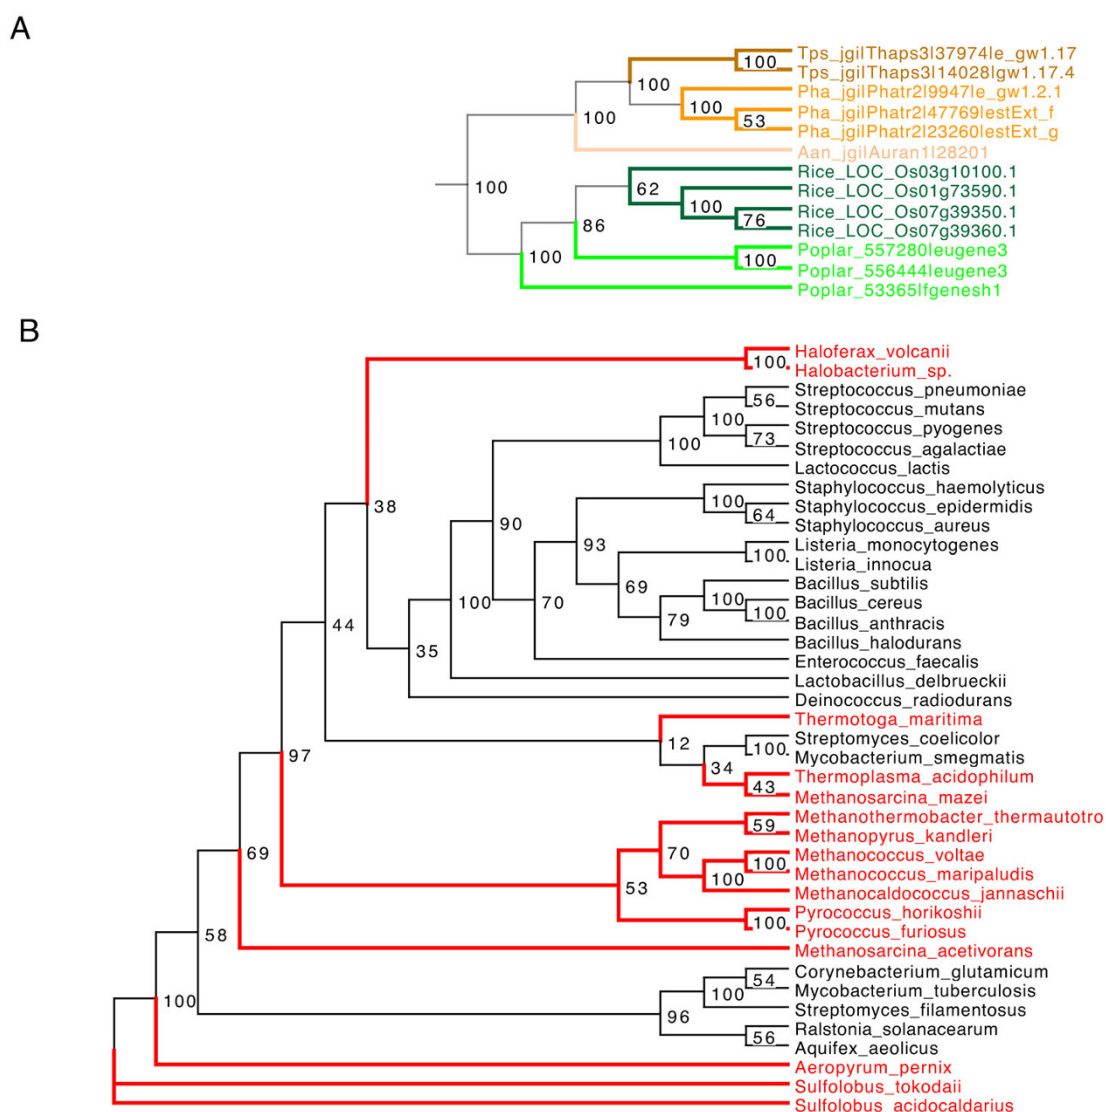 A
Tps_jgi|Thaps3|37974|e_gw1.17
100
Tps_jgi|Thaps3|14028|gw1.17.4
100
Pha_jgi|Phatr2|9947|e_gw1.2.1
100
Pha_jgi|Phatr2|47769|estExt_f
100
53
Pha_jgi|Phatr2|23260|estExt_g
Aan_jgi|Auran1|28201
Rice_LOC_Os03g10100.1
100
62
Rice_LOC_Os01g73590.1
100
Rice_LOC_Os07g39350.1
86
76
Rice_LOC_Os07g39360.1
Poplar_557280|eugene3
100
100
Poplar_556444|eugene3
Poplar_53365|fgenesh1
B
Haloferax_volcanii
100
Halobacterium_sp.
Streptococcus_pneumoniae
56
Streptococcus_mutans
100
Streptococcus_pyogenes
100
73
Streptococcus_agalactiae
Lactococcus_lactis
Staphylococcus_haemolyticus
100
Staphylococcus_epidermidis
38
64
Staphylococcus_aureus
90
Listeria_monocytogenes
93
100
Listeria_innocua
Bacillus_subtilis
69
100
Bacillus_cereus
100
70
100
Bacillus_anthracis
44
79
Bacillus_halodurans
35
Enterococcus_faecalis
Lactobacillus_delbrueckii
Deinococcus_radiodurans
Thermotoga_maritima
12
Streptomyces_coelicolor
100
97
Mycobacterium_smegmatis
34
Thermoplasma_acidophilum
43
Methanosarcina_mazei
Methanothermobacter_thermautotro
59
Methanopyrus_kandleri
69
70
Methanococcus_voltae
100
Methanococcus_maripaludis
53
100
Methanocaldococcus_jannaschii
Pyrococcus_horikoshii
100
58
Pyrococcus_furiosus
Methanosarcina_acetivorans
Corynebacterium_glutamicum
54
100
100
Mycobacterium_tuberculosis
96
Streptomyces_filamentosus
Ralstonia_solanacearum
56
Aquifex_aeolicus
Aeropyrum_pernix
Sulfolobus_tokodaii
Sulfolobus_acidocaldarius